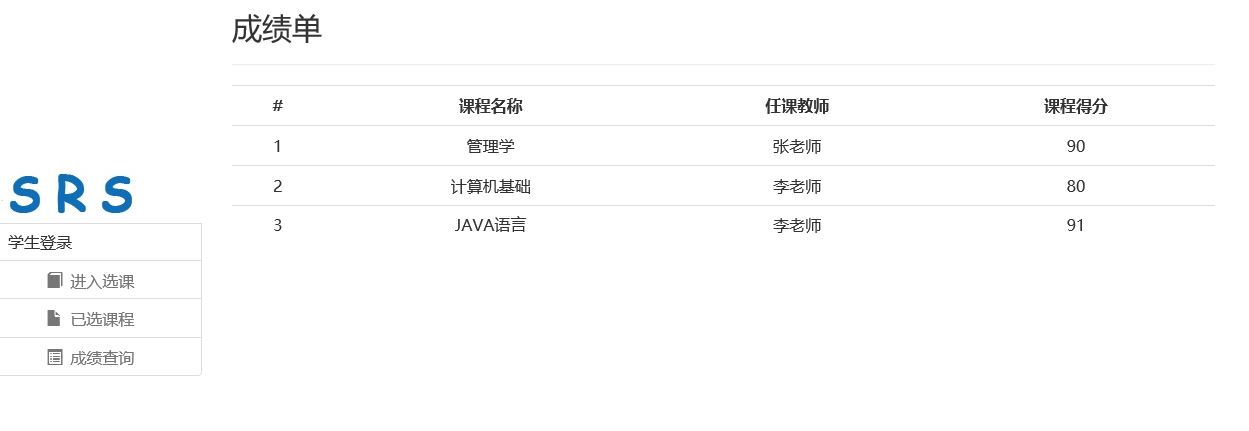 成绩单
# 课程名称 任课教师 课程得分
1 管理学 张老师 90
2 计算机基础 李老师 80
3 JAVA语言 李老师 91
SRS
学生登录
进入选课
已选课程
成绩查询